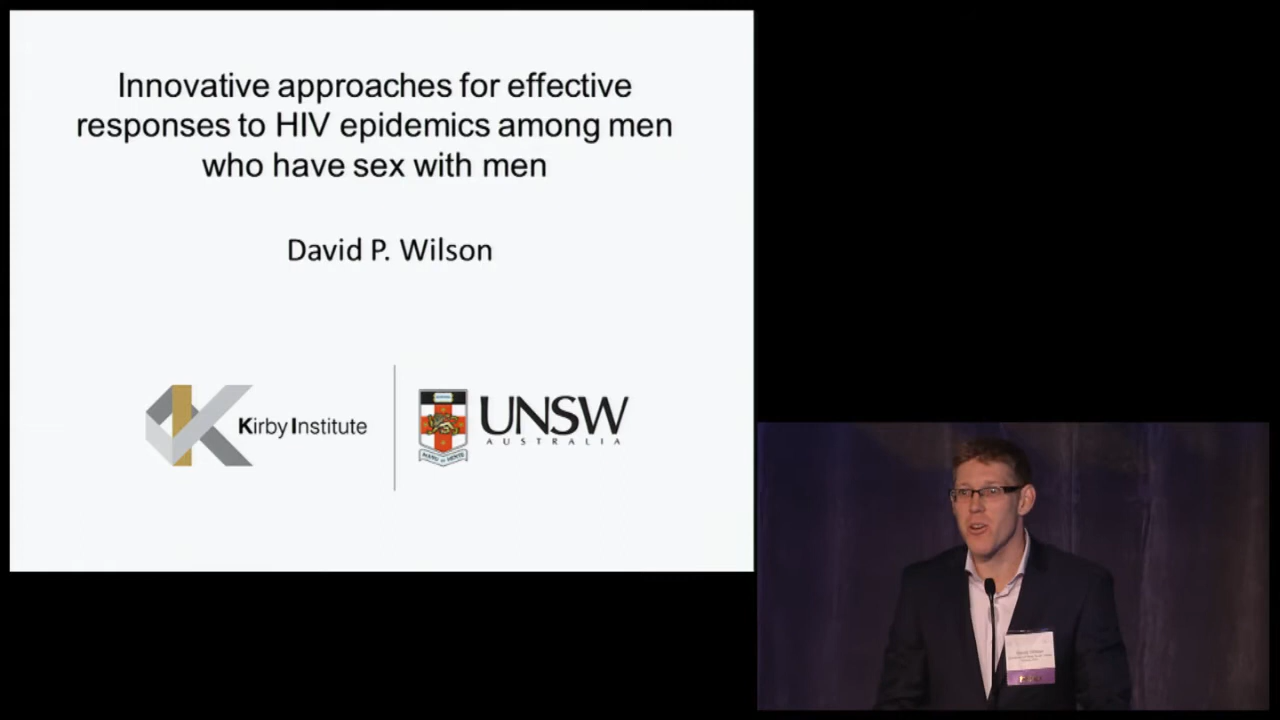 Innovative approaches for effective
responses to HIV epidemics among men
who have sex with men
David P. Wilson
Kirby Institute
UNSW
AUSTRALIA